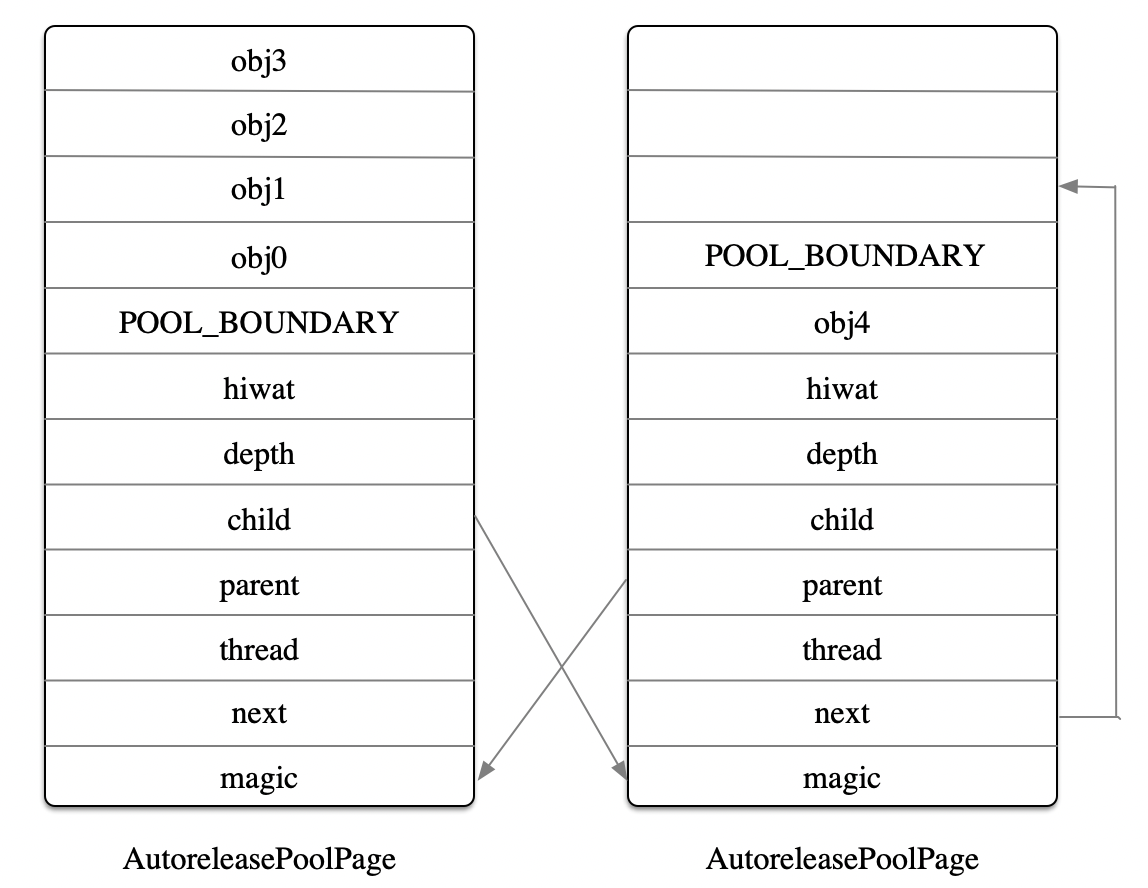 obj3
obj2
obj1
obj0
POOL_BOUNDARY
hiwat
depth
child
parent
thread
next
magic
AutoreleasePoolPage
POOL_BOUNDARY
obj4
hiwat
depth
child
parent
thread
next
magic
AutoreleasePoolPage